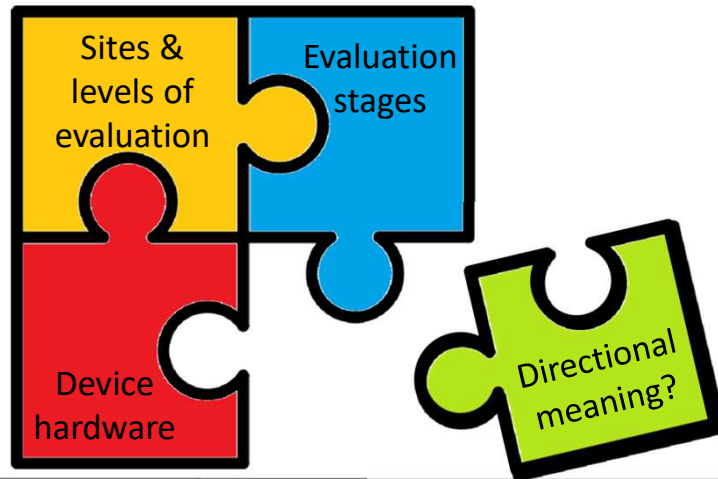 Sites &
levels of
evaluation
Evaluation
stages
Device
hardware
Directional
meaning?